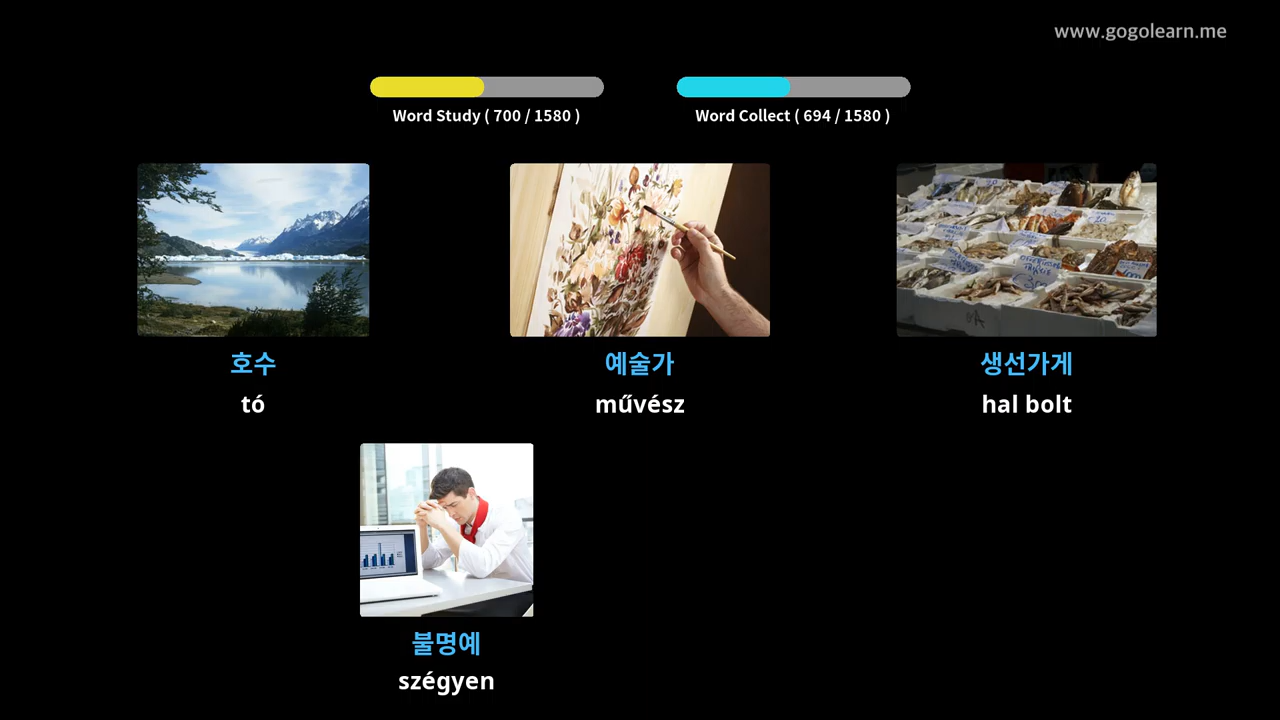 www.gogolearn.me
Word Study ( 700 / 1580 )
Word Collect ( 694 / 1580 )
호수
tó
예술가
művész
생선가게
hal bolt
불명예
szégyen